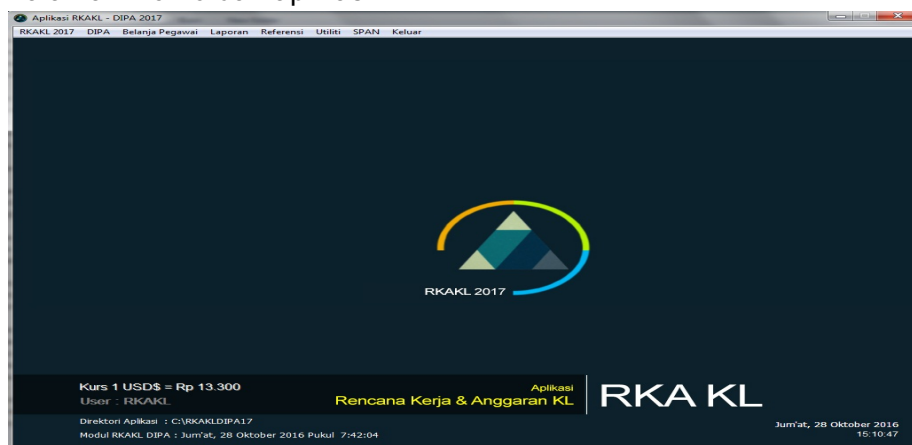 Aplikasi RKAKL - DIPA 2017
RKAKL 2017 DIPA Belanja Pegawai Laporan Referensi Utiliti SPAN Keluar
RKAKL 2017
Kurs 1 USD$ = Rp 13.300
User : RKAKL
Aplikasi
Rencana Kerja & Anggaran KL
RKA KL
Direktori Aplikasi : C:\RKAKLDIPA17
Modul RKAKL DIPA : Jum'at, 28 Oktober 2016 Pukul 7:42:04
Jum'at, 28 Oktober 2016
15:10:47